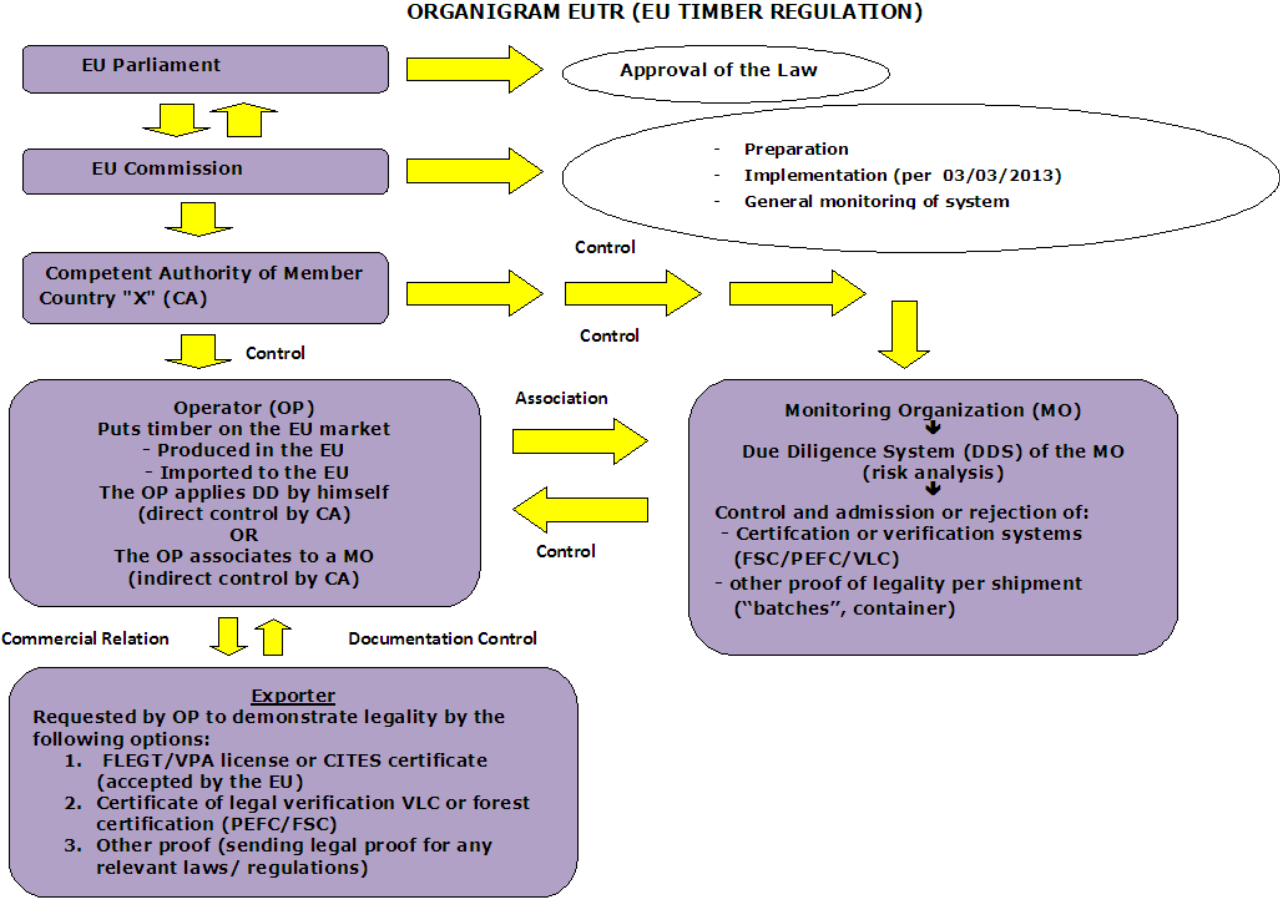 ORGANIGRAM EUTR (EU TIMBER REGULATION)
EU Parliament
Approval of the Law
EU Commission
- Preparation
- Implementation (per 03/03/2013)
- General monitoring of system
Competent Authority of Member
Country "X" (CA)
Control
Control
Control
Operator (OP)
Puts timber on the EU market
- Produced in the EU
- Imported to the EU
The OP applies DD by himself
(direct control by CA)
OR
The OP associates to a MO
(indirect control by CA)
Association
Control
Monitoring Organization (MO)
Due Diligence System (DDS) of the MO
(risk analysis)
Control and admission or rejection of:
- Certifcation or verification systems
(FSC/PEFC/VLC)
- other proof of legality per shipment
(“batches”, container)
Commercial Relation
Documentation Control
Exporter
Requested by OP to demonstrate legality by the
following options:
1. FLEGT/VPA license or CITES certificate
(accepted by the EU)
2. Certificate of legal verification VLC or forest
certification (PEFC/FSC)
3. Other proof (sending legal proof for any
relevant laws/ regulations)